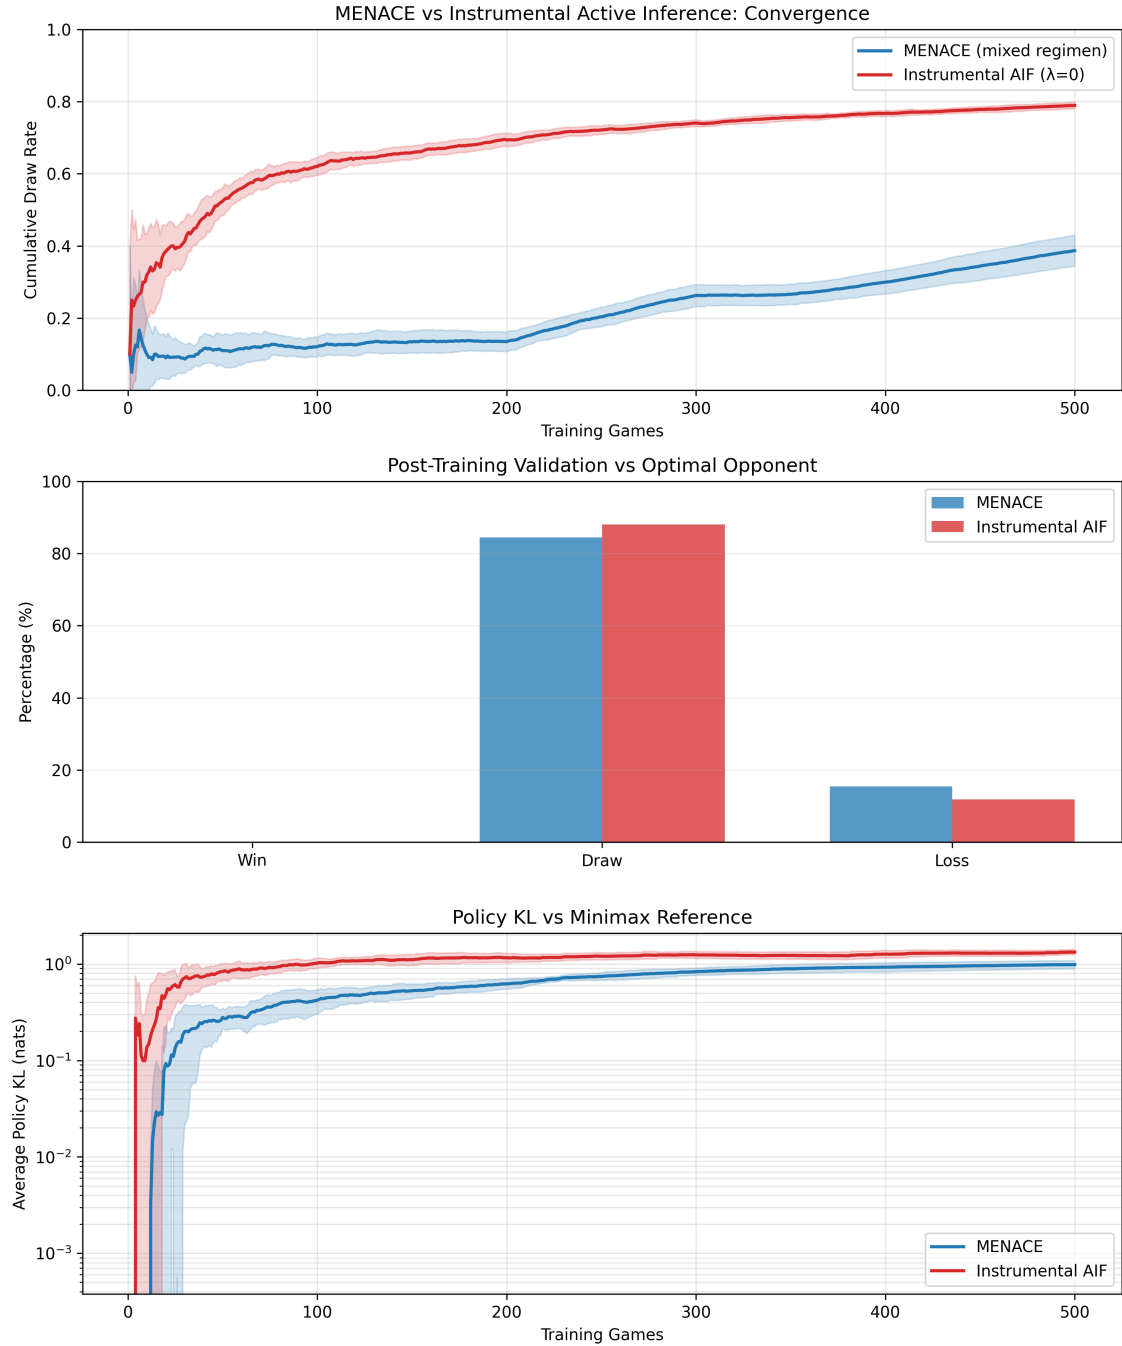 MENACE vs Instrumental Active Inference: Convergence
1.0
0.8
0.6
0.4
0.2
0.0
Cumulative Draw Rate
MENACE (mixed regimen)
Instrumental AIF (λ=0)
0 100 200 300 400 500
Training Games
Post-Training Validation vs Optimal Opponent
100
80
60
40
20
0
Percentage (%)
MENACE
Instrumental AIF
Win Draw Loss
Policy KL vs Minimax Reference
10⁰
10⁻¹
10⁻²
10⁻³
Average Policy KL (nats)
MENACE
Instrumental AIF
0 100 200 300 400 500
Training Games